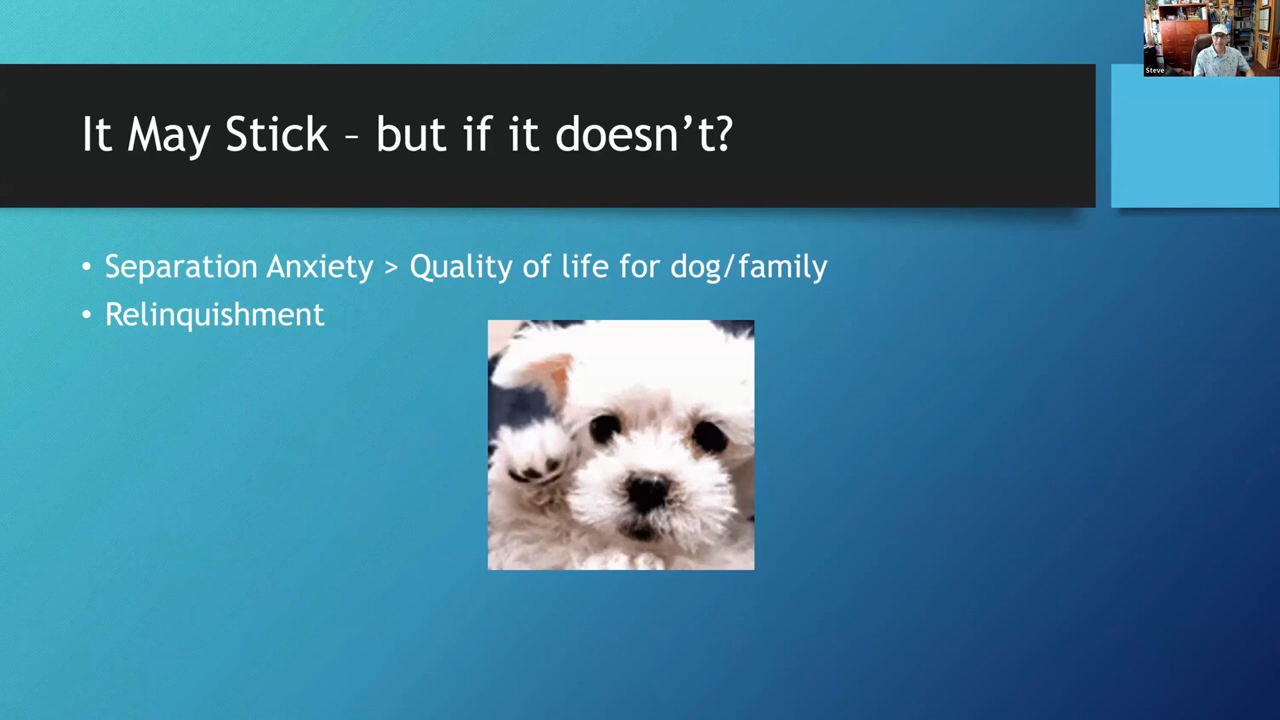 Steve
It May Stick – but if it doesn’t?
• Separation Anxiety > Quality of life for dog/family
• Relinquishment